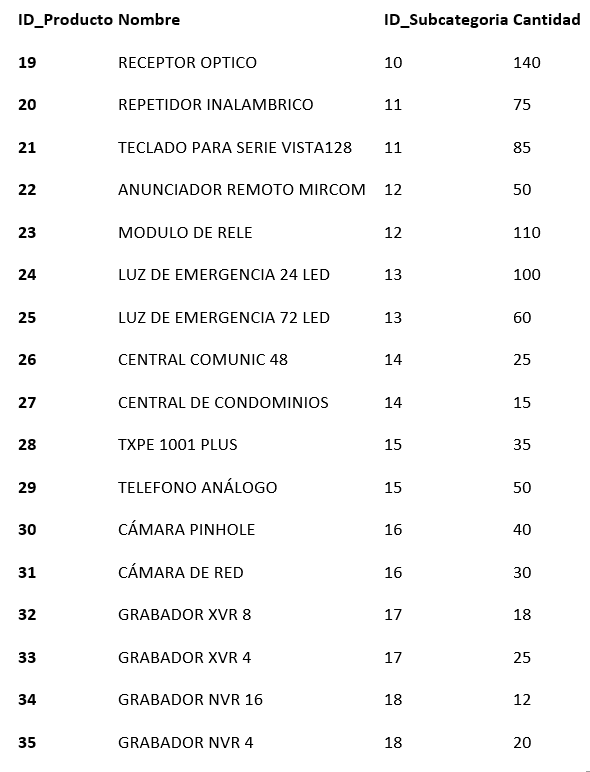 ID_Producto Nombre ID_Subcategoria Cantidad
19 RECEPTOR OPTICO 10 140
20 REPETIDOR INALAMBRICO 11 75
21 TECLADO PARA SERIE VISTA128 11 85
22 ANUNCIADOR REMOTO MIRCOM 12 50
23 MODULO DE RELE 12 110
24 LUZ DE EMERGENCIA 24 LED 13 100
25 LUZ DE EMERGENCIA 72 LED 13 60
26 CENTRAL COMUNIC 48 14 25
27 CENTRAL DE CONDOMINIOS 14 15
28 TXPE 1001 PLUS 15 35
29 TELEFONO ANÁLOGO 15 50
30 CÁMARA PINHOLE 16 40
31 CÁMARA DE RED 16 30
32 GRABADOR XVR 8 17 18
33 GRABADOR XVR 4 17 25
34 GRABADOR NVR 16 18 12
35 GRABADOR NVR 4 18 20